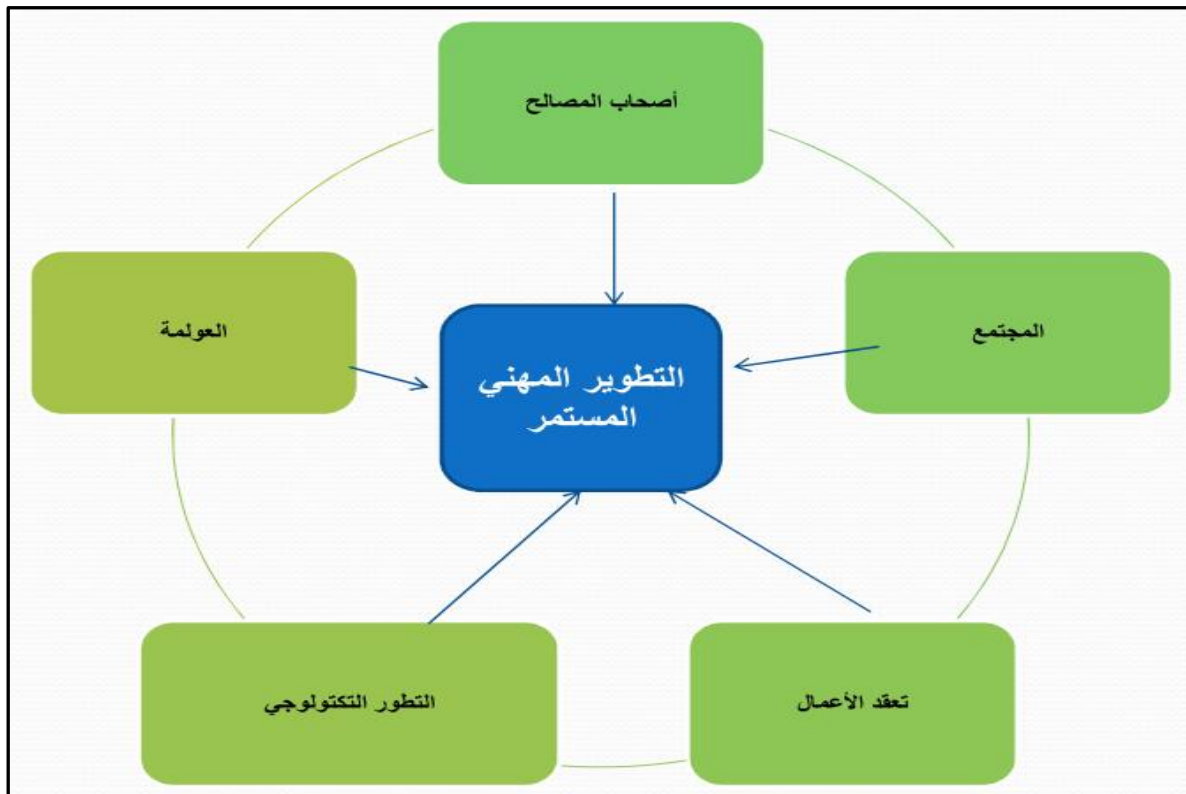 أصحاب المصالح
المجتمع
العولمة
التطوير المهني
المستمر
تعقد الأعمال
التطور التكتولوجي